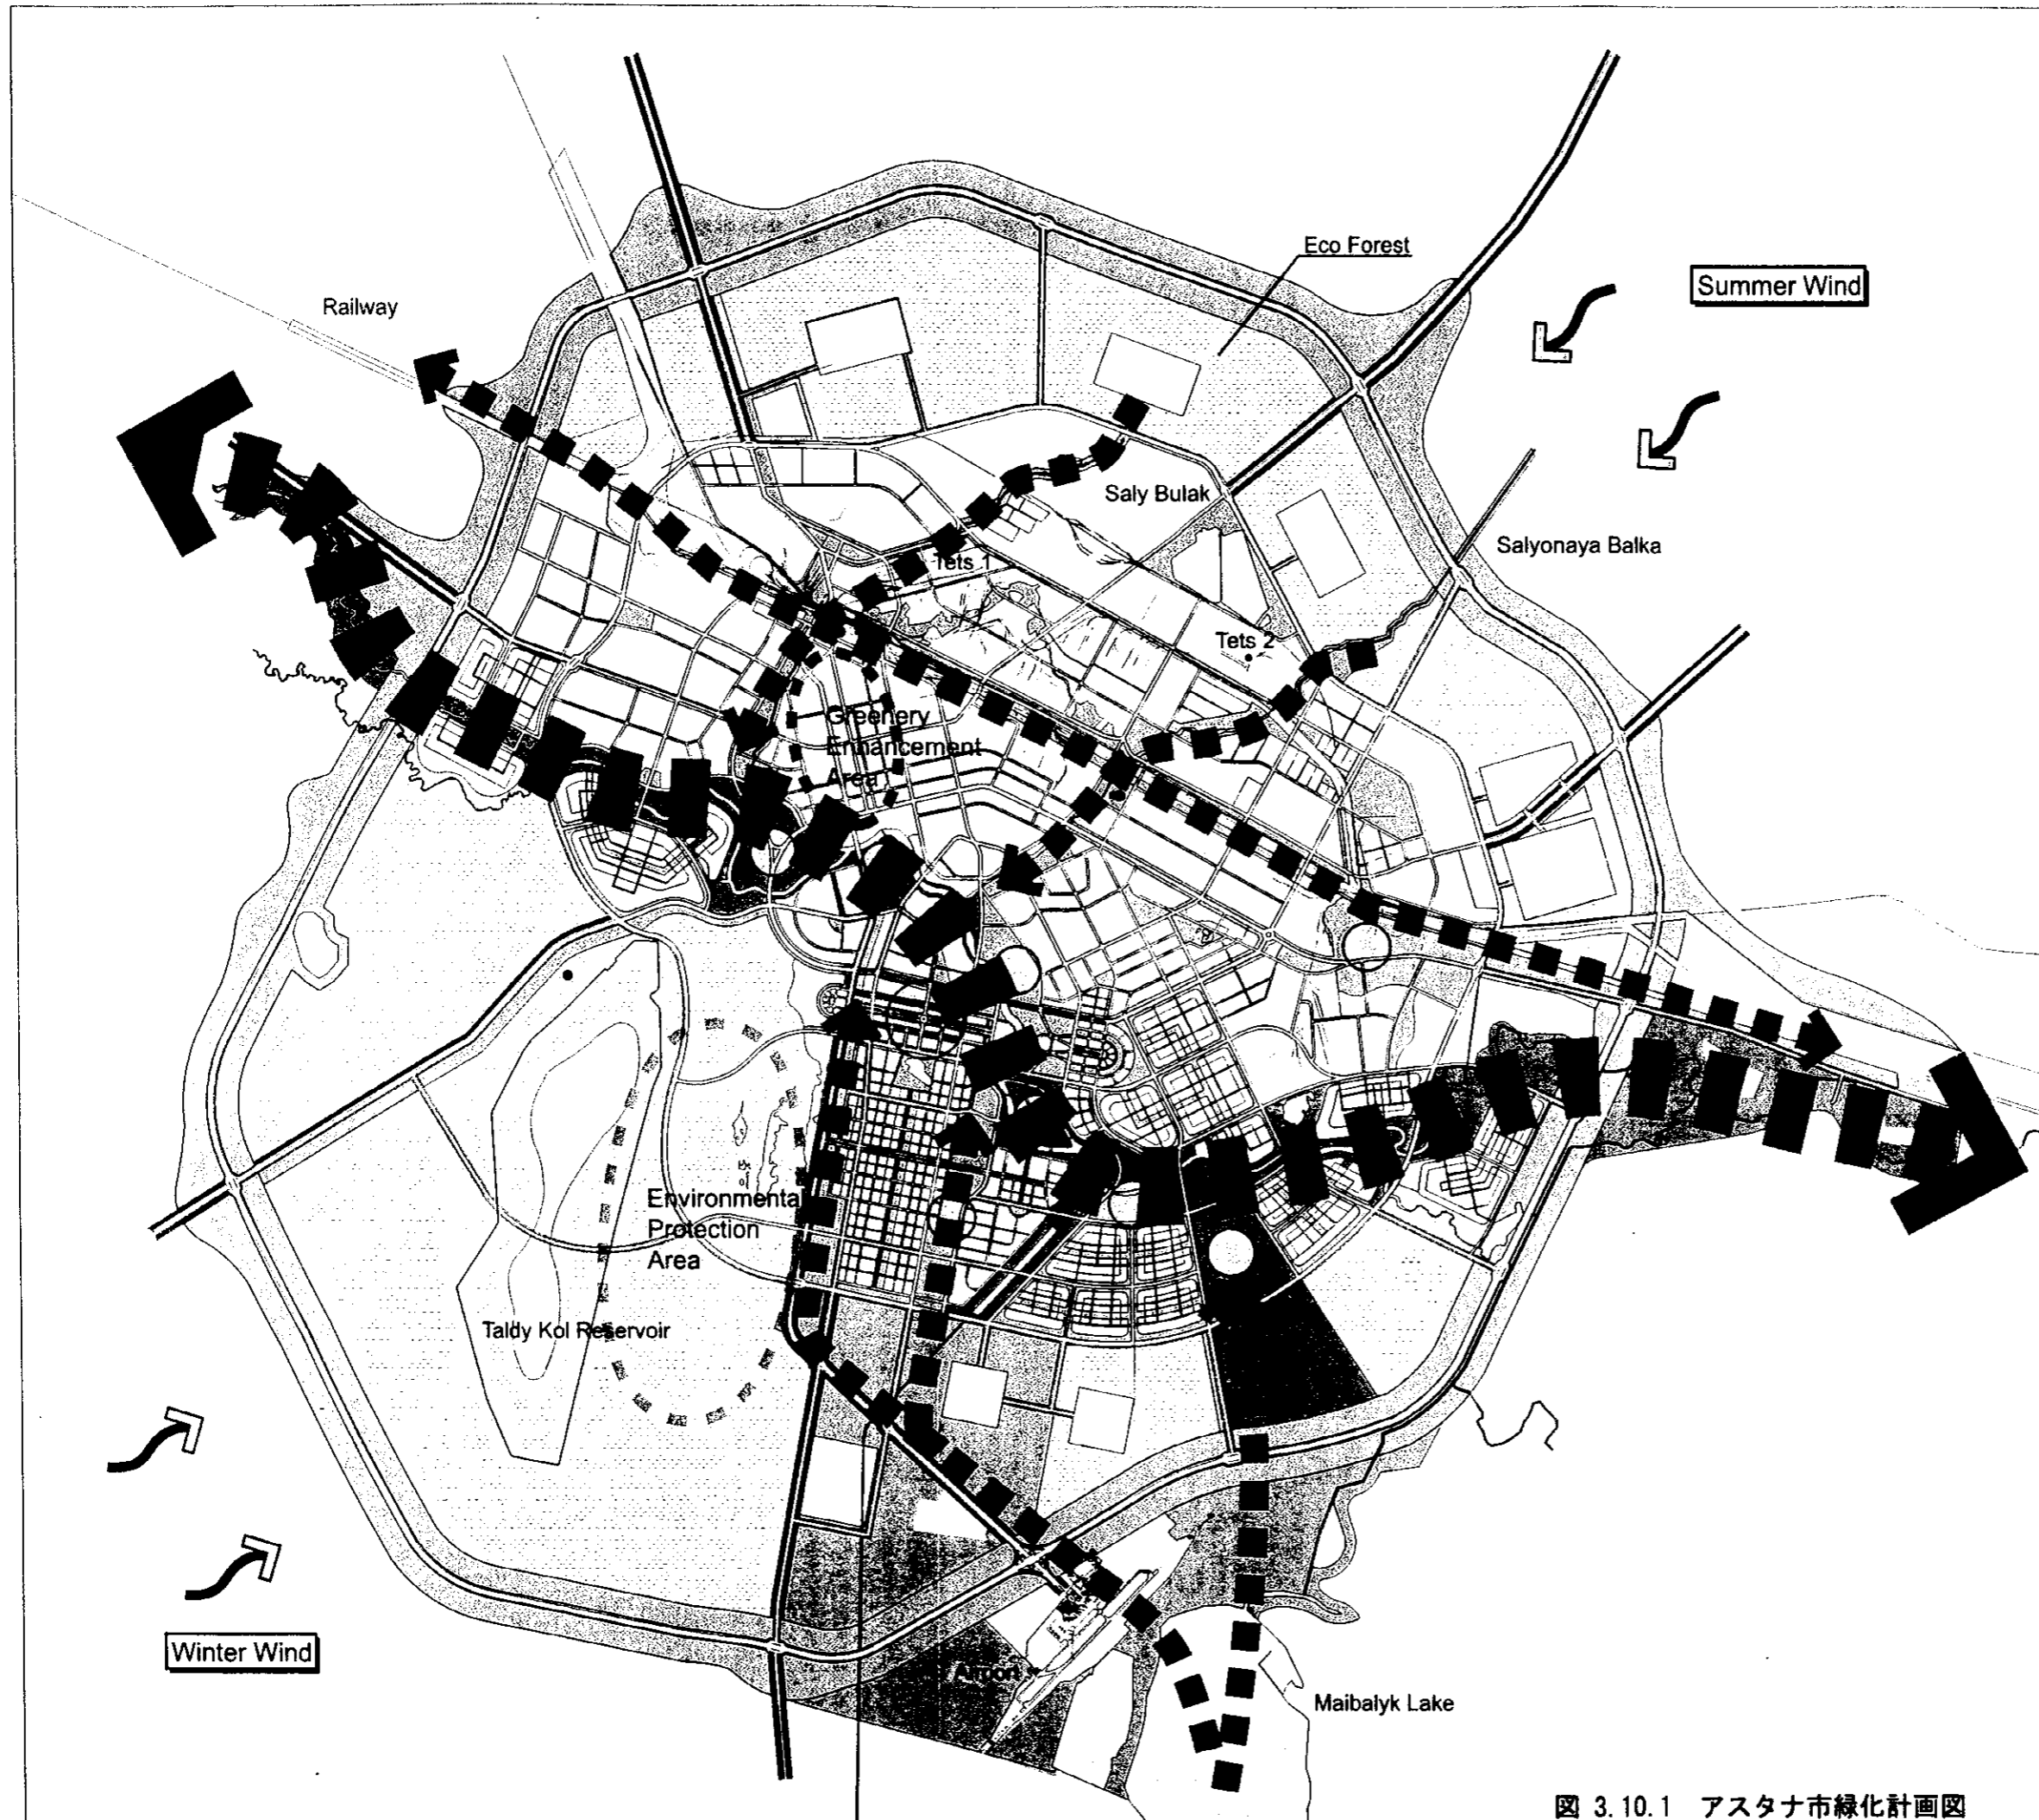 Eco Forest
Summer Wind
Railway
Saly Bulak
Salyonaya Balka
Tets 1
Tets 2
Greenery
Enhancement
Area
Environmental
Protection
Area
Taldy Kol Reservoir
Winter Wind
Airport
Maibalyk Lake
図 3.10.1 アスタナ市緑化計画図